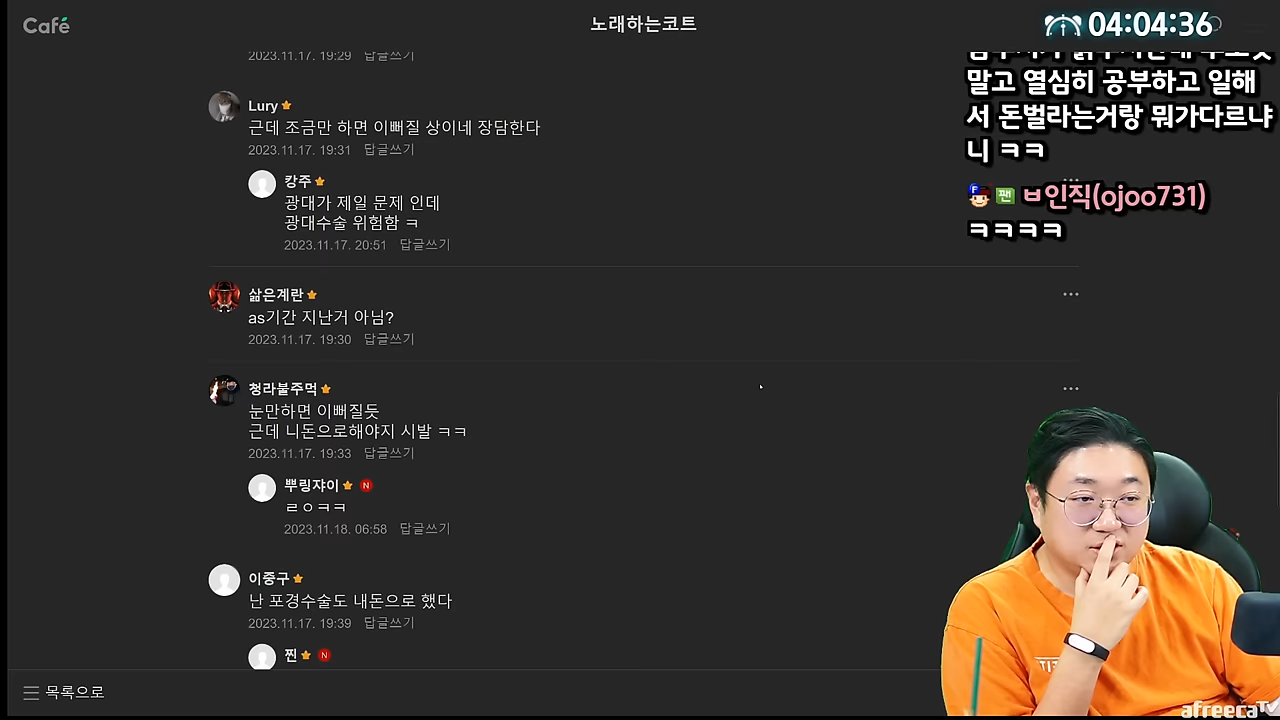 Café
노래하는코트
04:04:36
2023.11.17. 19:29 답글쓰기
Lury
근데 조금만 하면 이뻐질 상이네 장담한다
2023.11.17. 19:31 답글쓰기
캉주
광대가 제일 문제 인데
광대수술 위험함 ㅋ
2023.11.17. 20:51 답글쓰기
삶은계란
as기간 지난거 아님?
2023.11.17. 19:30 답글쓰기
청라불주먹
눈만하면 이뻐질듯
근데 니돈으로해야지 시발 ㅋㅋ
2023.11.17. 19:33 답글쓰기
뿌링쟈이 N
ㄹㅇㅋㅋ
2023.11.18. 06:58 답글쓰기
이중구
난 포경수술도 내돈으로 했다
2023.11.17. 19:39 답글쓰기
찐 N
목록으로
말고 열심히 공부하고 일해
서 돈벌라는거랑 뭐가다르냐
니 ㅋㅋ
F 팬 ㅂ인직(ojoo731)
ㅋㅋㅋㅋ
afreecaTV